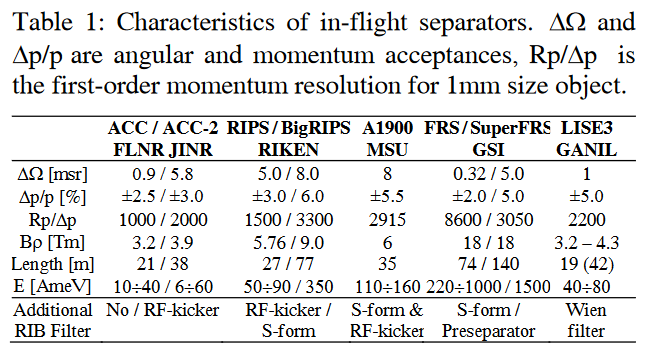 Table 1: Characteristics of in-flight separators. ΔΩ and
Δp/p are angular and momentum acceptances, Rp/Δp is
the first-order momentum resolution for 1mm size object.
ACC / ACC-2 RIPS / BigRIPS A1900 FRS / SuperFRS LISE3
FLNR JINR RIKEN MSU GSI GANIL
ΔΩ [msr] 0.9 / 5.8 5.0 / 8.0 8 0.32 / 5.0 1
Δp/p [%] ±2.5 / ±3.0 ±3.0 / 6.0 ±5.5 ±2.0 / 5.0 ±5.0
Rp/Δp 1000 / 2000 1500 / 3300 2915 8600 / 3050 2200
Bρ [Tm] 3.2 / 3.9 5.76 / 9.0 6 18 / 18 3.2 – 4.3
Length [m] 21 / 38 27 / 77 35 74 / 140 19 (42)
E [AmeV] 10÷40 / 6÷60 50÷90 / 350 110÷160 220÷1000 / 1500 40÷80
Additional No / RF-kicker RF-kicker / S-form & S-form / Wien
RIB Filter S-form RF-kicker Preseparator filter